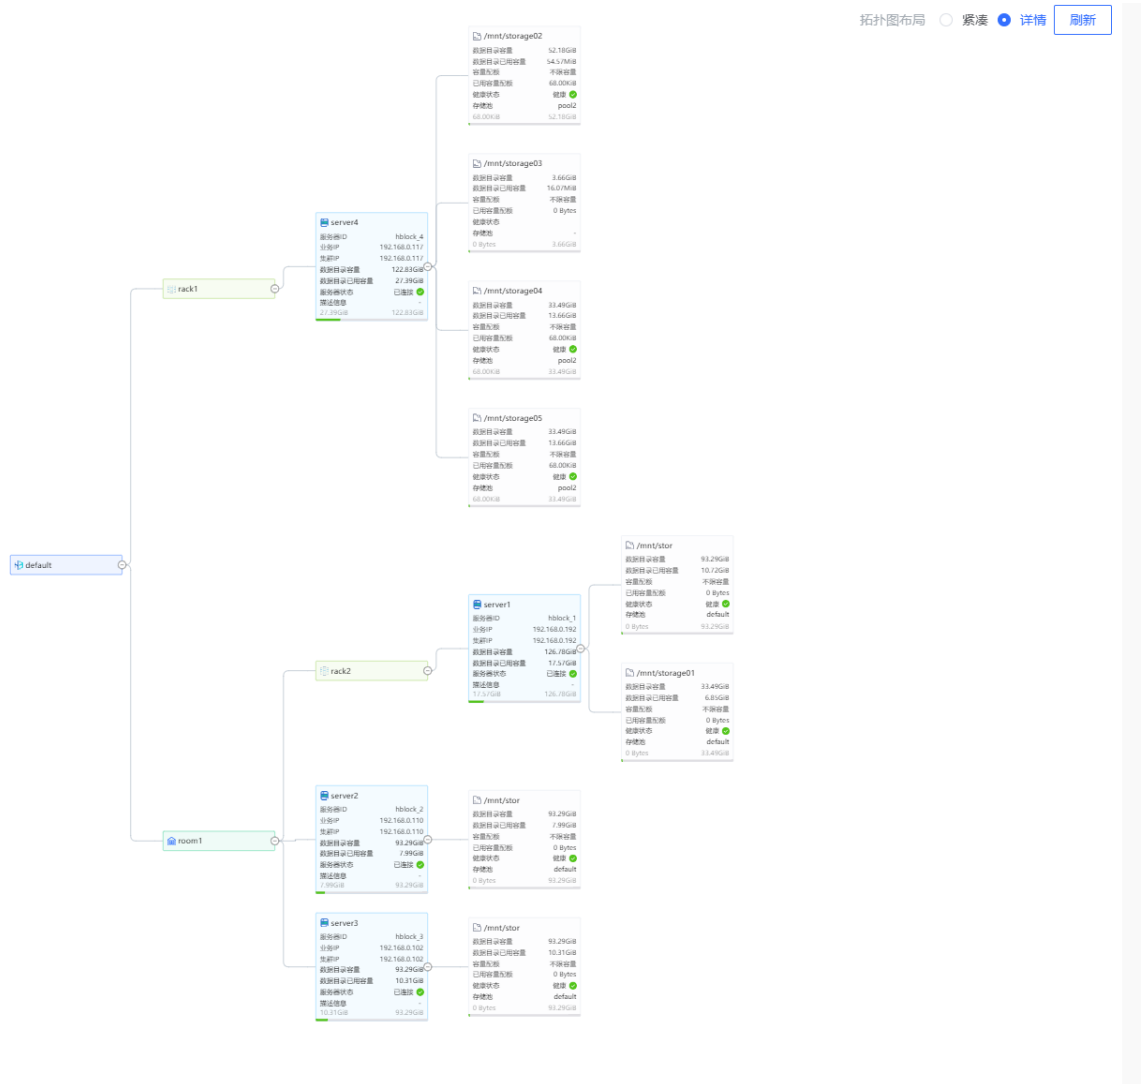 拓扑图布局 紧凑 详情 刷新
/mnt/storage02
数据目录容量 52.18GiB
数据目录已用容量 54.57MiB
容量配额 不限容量
已用容量配额 68.00KiB
健康状态 健康
存储池 pool2
68.00KiB 52.18GiB
/mnt/storage03
数据目录容量 3.66GiB
数据目录已用容量 16.07MiB
容量配额 不限容量
已用容量配额 0 Bytes
健康状态
存储池 -
0 Bytes 3.66GiB
server4
服务器ID hblock_4
业务IP 192.168.0.117
集群IP 192.168.0.117
数据目录容量 122.83GiB
数据目录已用容量 27.39GiB
服务器状态 已连接
描述信息 -
27.39GiB 122.83GiB
rack1
/mnt/storage04
数据目录容量 33.49GiB
数据目录已用容量 13.66GiB
容量配额 不限容量
已用容量配额 68.00KiB
健康状态 健康
存储池 pool2
68.00KiB 33.49GiB
/mnt/storage05
数据目录容量 33.49GiB
数据目录已用容量 13.66GiB
容量配额 不限容量
已用容量配额 68.00KiB
健康状态 健康
存储池 pool2
68.00KiB 33.49GiB
default
/mnt/stor
数据目录容量 93.29GiB
数据目录已用容量 10.72GiB
容量配额 不限容量
已用容量配额 0 Bytes
健康状态 健康
存储池 default
0 Bytes 93.29GiB
server1
服务器ID hblock_1
业务IP 192.168.0.192
集群IP 192.168.0.192
数据目录容量 126.78GiB
数据目录已用容量 17.57GiB
服务器状态 已连接
描述信息 -
17.57GiB 126.78GiB
rack2
/mnt/storage01
数据目录容量 33.49GiB
数据目录已用容量 6.85GiB
容量配额 不限容量
已用容量配额 0 Bytes
健康状态 健康
存储池 default
0 Bytes 33.49GiB
room1
server2
服务器ID hblock_2
业务IP 192.168.0.110
集群IP 192.168.0.110
数据目录容量 93.29GiB
数据目录已用容量 7.99GiB
服务器状态 已连接
描述信息 -
7.99GiB 93.29GiB
/mnt/stor
数据目录容量 93.29GiB
数据目录已用容量 7.99GiB
容量配额 不限容量
已用容量配额 0 Bytes
健康状态 健康
存储池 default
0 Bytes 93.29GiB
server3
服务器ID hblock_3
业务IP 192.168.0.102
集群IP 192.168.0.102
数据目录容量 93.29GiB
数据目录已用容量 10.31GiB
服务器状态 已连接
描述信息 -
10.31GiB 93.29GiB
/mnt/stor
数据目录容量 93.29GiB
数据目录已用容量 10.31GiB
容量配额 不限容量
已用容量配额 0 Bytes
健康状态 健康
存储池 default
0 Bytes 93.29GiB